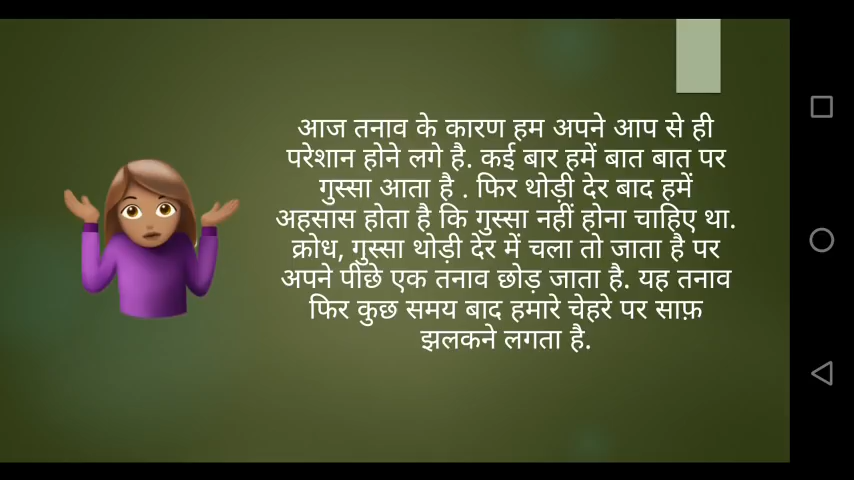 आज तनाव के कारण हम अपने आप से ही
परेशान होने लगे है. कई बार हमें बात बात पर
गुस्सा आता है . फिर थोड़ी देर बाद हमें
अहसास होता है कि गुस्सा नहीं होना चाहिए था.
क्रोध, गुस्सा थोड़ी देर में चला तो जाता है पर
अपने पीछे एक तनाव छोड़ जाता है. यह तनाव
फिर कुछ समय बाद हमारे चेहरे पर साफ़
झलकने लगता है.